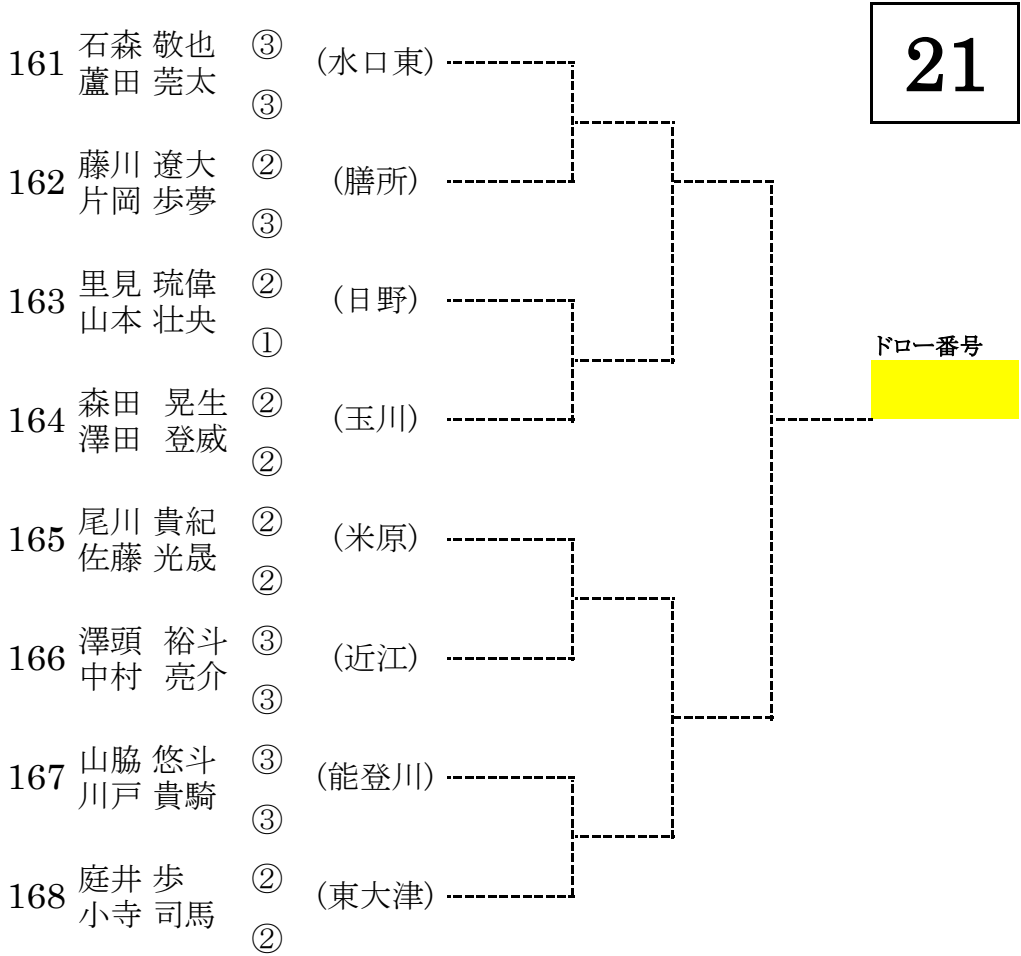 21
161 石森 敬也 ③ (水口東)
蘆田 莞太 ③
162 藤川 遼大 ② (膳所)
片岡 歩夢 ③
163 里見 琉偉 ② (日野)
山本 壮央 ①
ドロー番号
164 森田 晃生 ② (玉川)
澤田 登威 ②
165 尾川 貴紀 ② (米原)
佐藤 光晟 ②
166 澤頭 裕斗 ③ (近江)
中村 亮介 ③
167 山脇 悠斗 ③ (能登川)
川戸 貴騎 ③
168 庭井 歩 ② (東大津)
小寺 司馬 ②